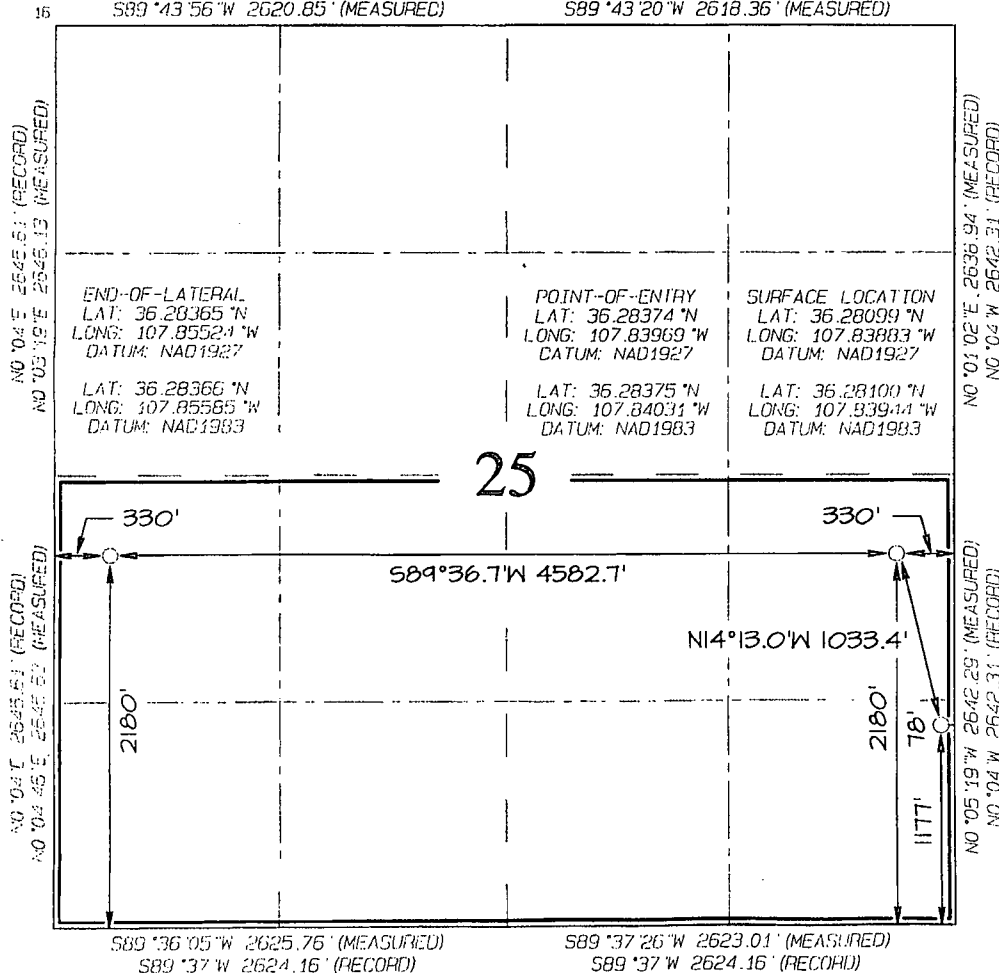 16
S89°43'56"W 2620.85' (MEASURED)
S89°43'20"W 2618.36' (MEASURED)
N0°04'E 2645.61' (RECORD)
N0°03'19"E 2646.13' (MEASURED)
N0°01'02"E 2636.94' (MEASURED)
N0°04'W 2642.31' (RECORD)
END-OF-LATERAL
LAT: 36.28365°N
LONG: 107.85524°W
DATUM: NAD1927
LAT: 36.28366°N
LONG: 107.85585°W
DATUM: NAD1983
POINT-OF-ENTRY
LAT: 36.28374°N
LONG: 107.83969°W
DATUM: NAD1927
LAT: 36.28375°N
LONG: 107.84031°W
DATUM: NAD1983
SURFACE LOCATION
LAT: 36.28099°N
LONG: 107.83883°W
DATUM: NAD1927
LAT: 36.28100°N
LONG: 107.83944°W
DATUM: NAD1983
25
330'
330'
S89°36.7'W 4582.7'
N14°13.0'W 1033.4'
2180'
2180'
78'
1177'
N0°04'E 2645.61' (RECORD)
N0°04'45"E (MEASURED)
N0°05'19"W 2642.29' (MEASURED)
N0°04'W 2642.31' (RECORD)
S89°36'05"W 2625.76' (MEASURED)
S89°37'W 2624.16' (RECORD)
S89°37'26"W 2623.01' (MEASURED)
S89°37'W 2624.16' (RECORD)